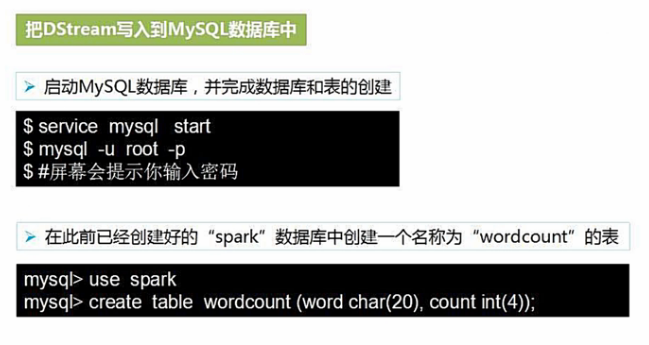 把DStream写入到MySQL数据库中
➢ 启动MySQL数据库，并完成数据库和表的创建
$ service mysql start
$ mysql -u root -p
$ #屏幕会提示你输入密码
➢ 在此前已经创建好的“spark”数据库中创建一个名称为“wordcount”的表
mysql> use spark
mysql> create table wordcount (word char(20), count int(4));